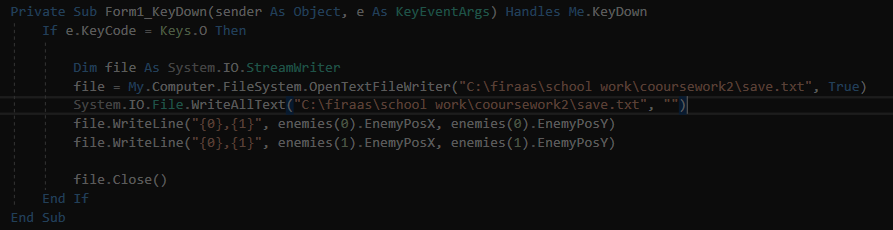 Private Sub Form1_KeyDown(sender As Object, e As KeyEventArgs) Handles Me.KeyDown
If e.KeyCode = Keys.O Then
Dim file As System.IO.StreamWriter
file = My.Computer.FileSystem.OpenTextFileWriter("C:\firaas\school work\cooursework2\save.txt", True)
System.IO.File.WriteAllText("C:\firaas\school work\cooursework2\save.txt", "")
file.WriteLine("{0},{1}", enemies(0).EnemyPosX, enemies(0).EnemyPosY)
file.WriteLine("{0},{1}", enemies(1).EnemyPosX, enemies(1).EnemyPosY)
file.Close()
End If
End Sub